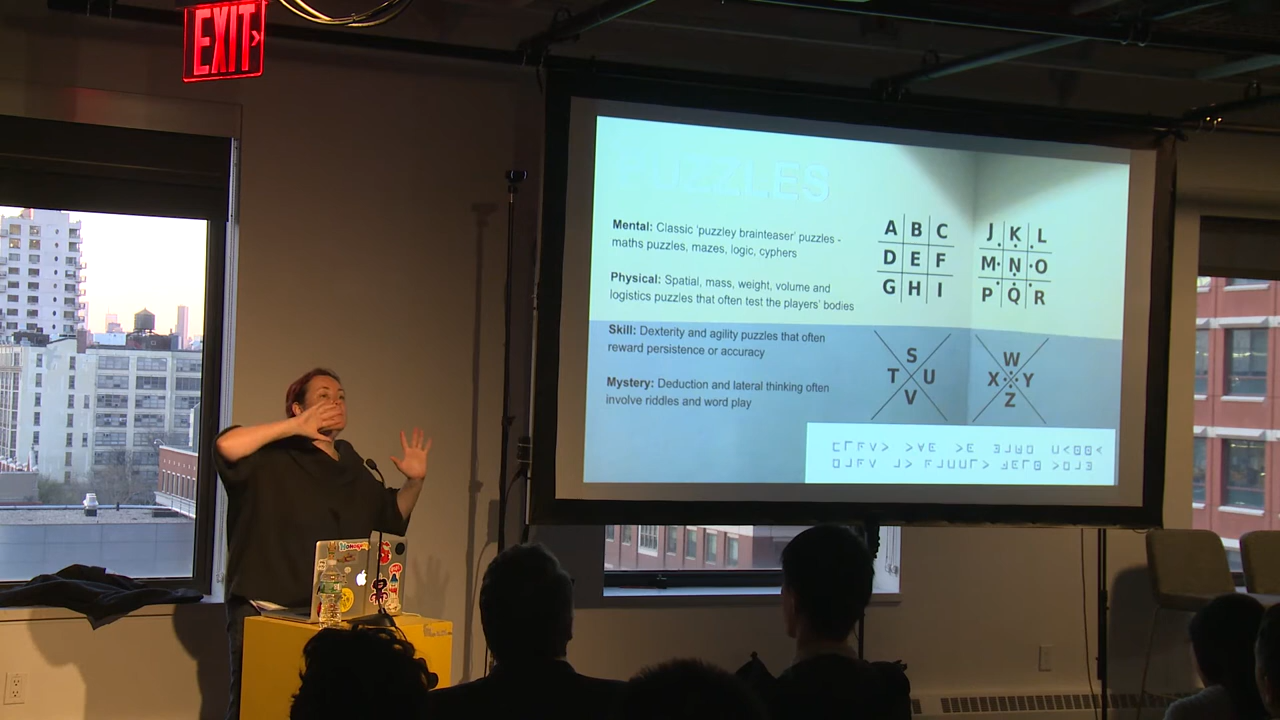 EXIT
PUZZLES
Mental: Classic 'puzzley brainteaser' puzzles -
maths puzzles, mazes, logic, cyphers
Physical: Spatial, mass, weight, volume and
logistics puzzles that often test the players' bodies
Skill: Dexterity and agility puzzles that often
reward persistence or accuracy
Mystery: Deduction and lateral thinking often
involve riddles and word play
A B C
D E F
G H I
J K L
M N O
P Q R
S
T U
V
W
X Y
Z